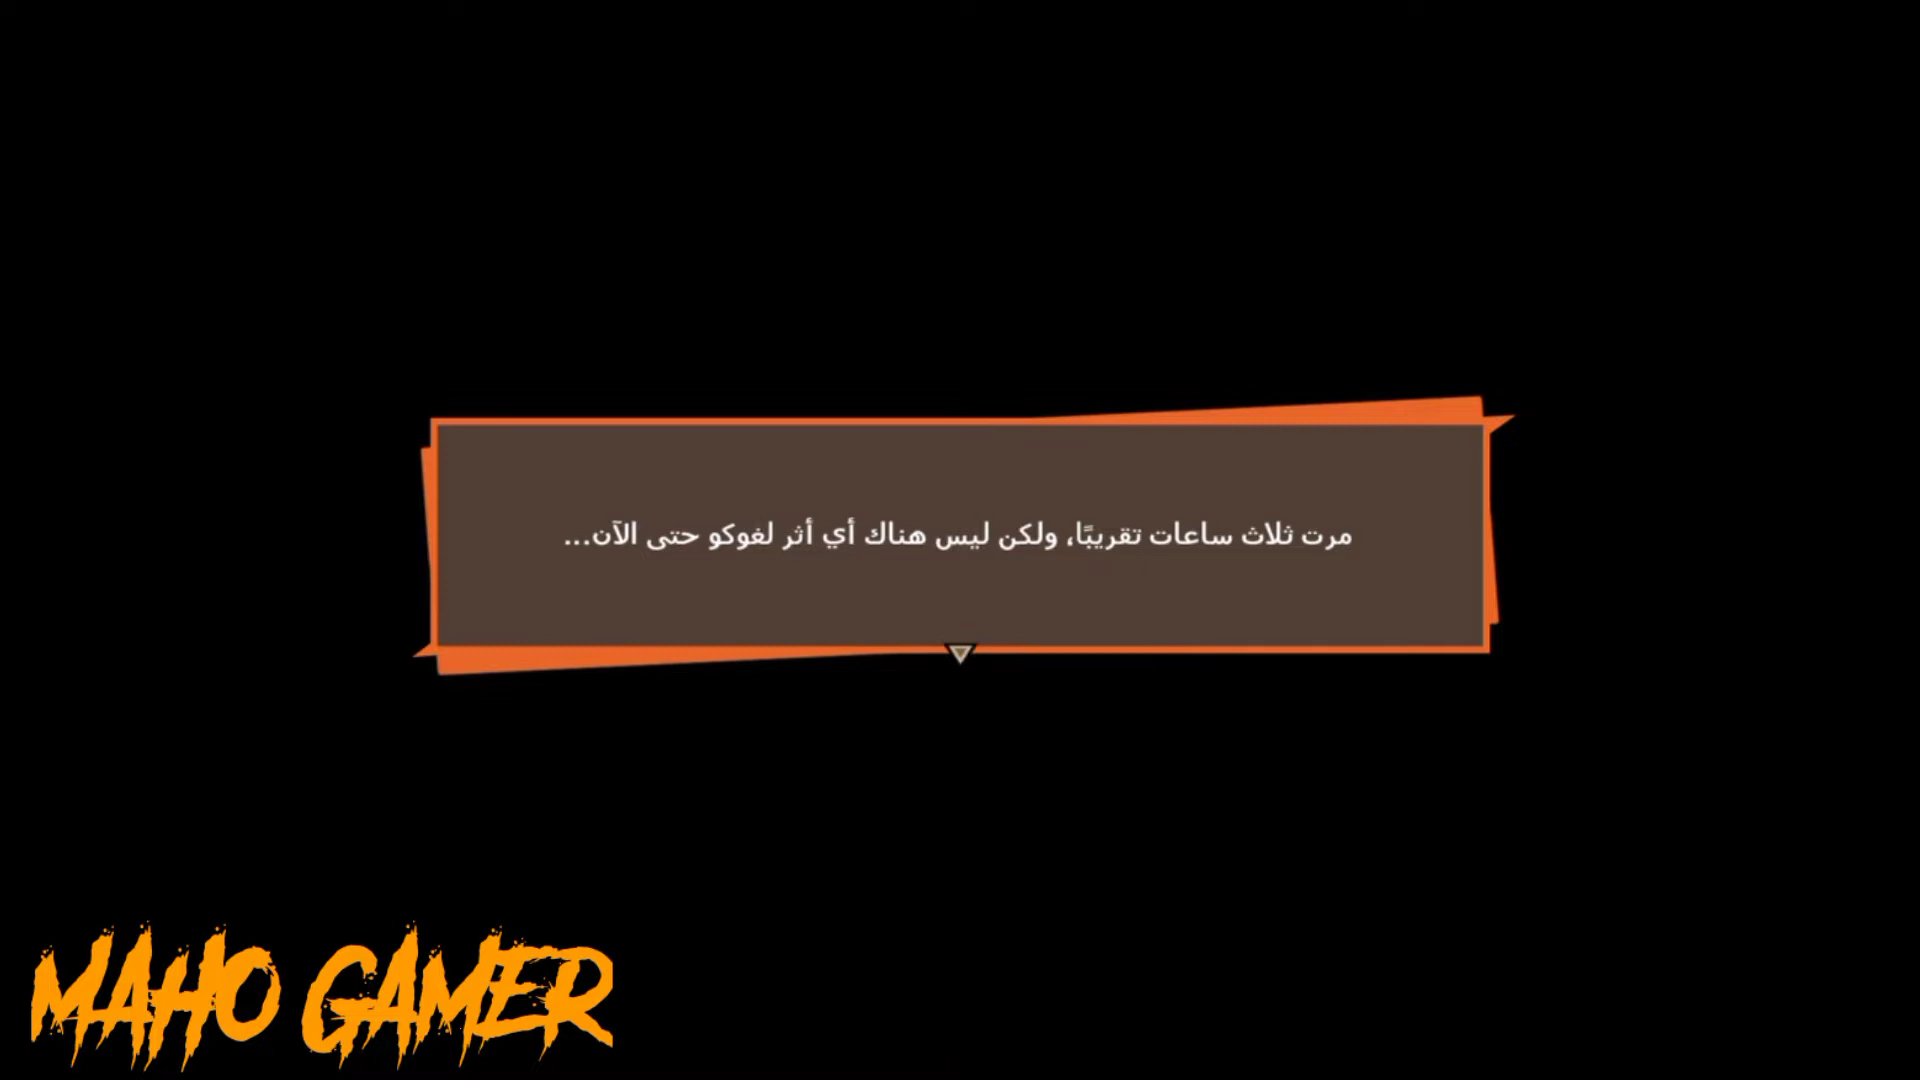 مرت ثلاث ساعات تقريبًا، ولكن ليس هناك أي أثر لغوكو حتى الآن...
MAHO GAMER